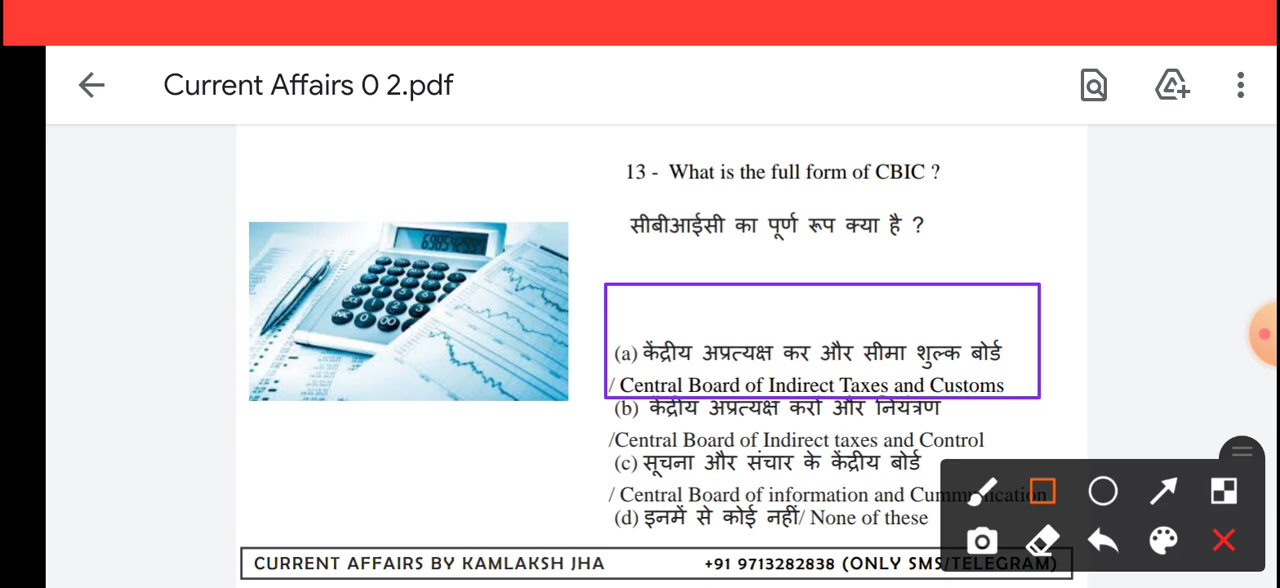 Current Affairs 0 2.pdf
13 - What is the full form of CBIC ?
सीबीआईसी का पूर्ण रूप क्या है ?
(a) केंद्रीय अप्रत्यक्ष कर और सीमा शुल्क बोर्ड
/ Central Board of Indirect Taxes and Customs
(b) केंद्रीय अप्रत्यक्ष करों और नियंत्रण
/Central Board of Indirect taxes and Control
(c) सूचना और संचार के केंद्रीय बोर्ड
/ Central Board of information and Cummunication
(d) इनमें से कोई नहीं/ None of these
CURRENT AFFAIRS BY KAMLAKSH JHA +91 9713282838 (ONLY SMS/TELEGRAM)